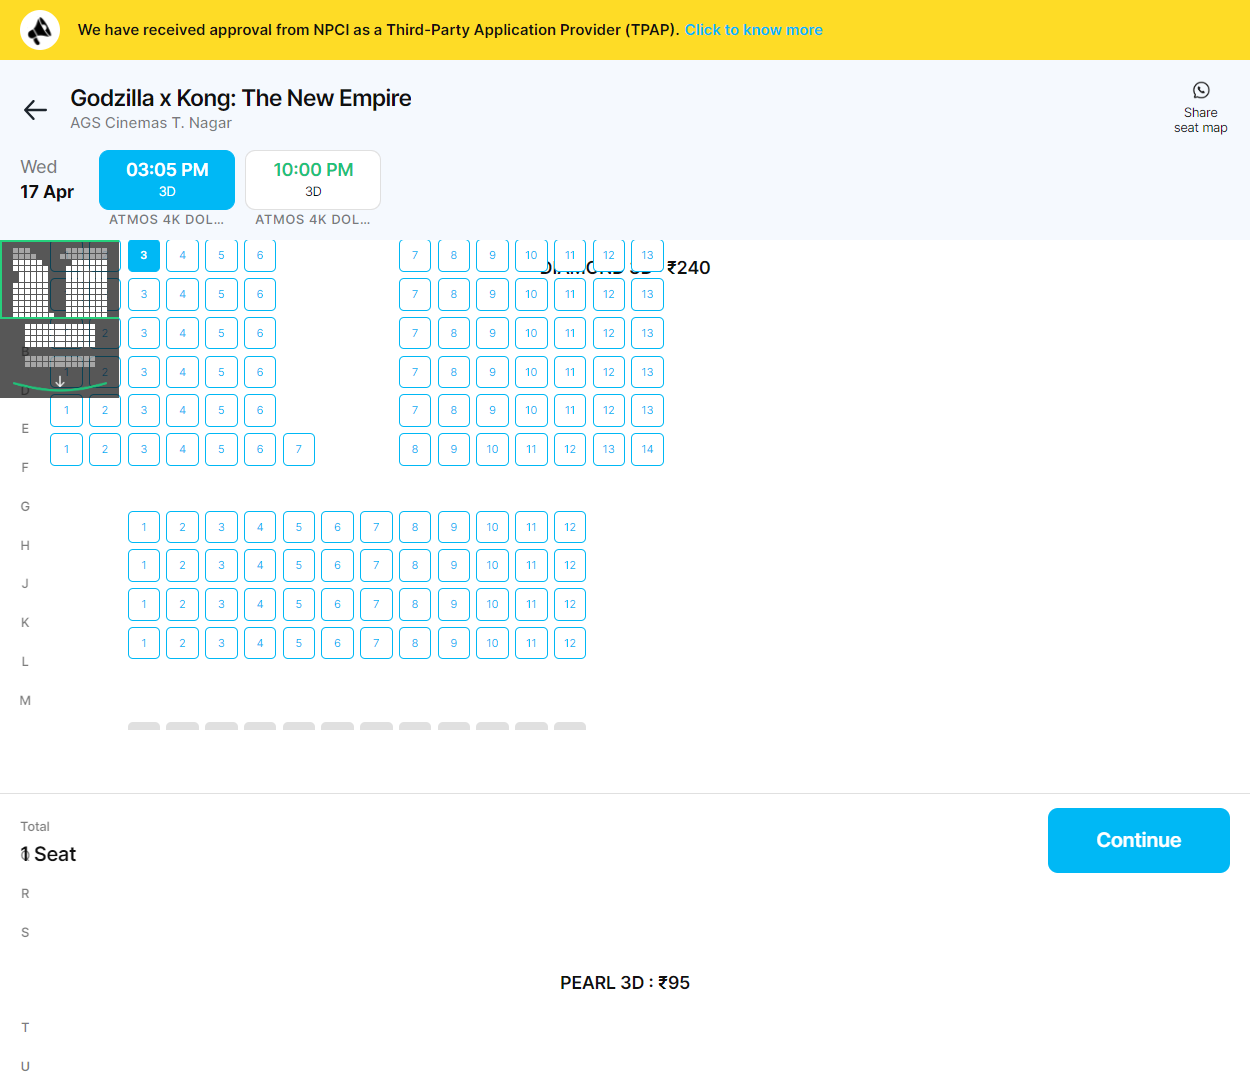 We have received approval from NPCI as a Third-Party Application Provider (TPAP). Click to know more
Godzilla x Kong: The New Empire
AGS Cinemas T. Nagar
Share
seat map
Wed
17 Apr
03:05 PM
3D
ATMOS 4K DOL...
10:00 PM
3D
ATMOS 4K DOL...
DIAMOND 3D : ₹240
3 4 5 6 7 8 9 10 11 12 13
3 4 5 6 7 8 9 10 11 12 13
2 3 4 5 6 7 8 9 10 11 12 13
B
1 2 3 4 5 6 7 8 9 10 11 12 13
D
1 2 3 4 5 6 7 8 9 10 11 12 13
E
1 2 3 4 5 6 7 8 9 10 11 12 13 14
F
G
1 2 3 4 5 6 7 8 9 10 11 12
H
1 2 3 4 5 6 7 8 9 10 11 12
J
1 2 3 4 5 6 7 8 9 10 11 12
K
1 2 3 4 5 6 7 8 9 10 11 12
L
M
Total
1 Seat
Continue
Q
R
S
PEARL 3D : ₹95
T
U